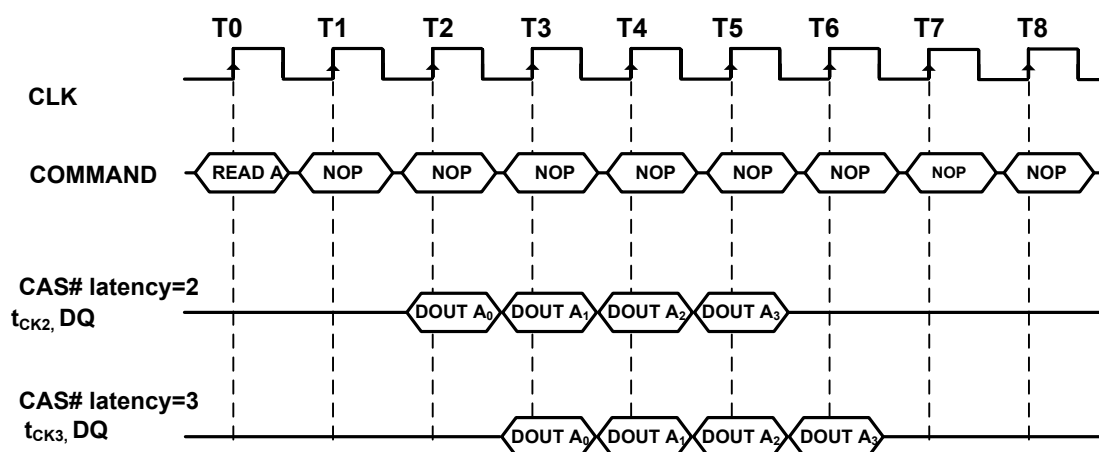 T0 T1 T2 T3 T4 T5 T6 T7 T8
CLK
COMMAND READ A NOP NOP NOP NOP NOP NOP NOP NOP
CAS# latency=2
tCK2, DQ DOUT A0 DOUT A1 DOUT A2 DOUT A3
CAS# latency=3
tCK3, DQ DOUT A0 DOUT A1 DOUT A2 DOUT A3